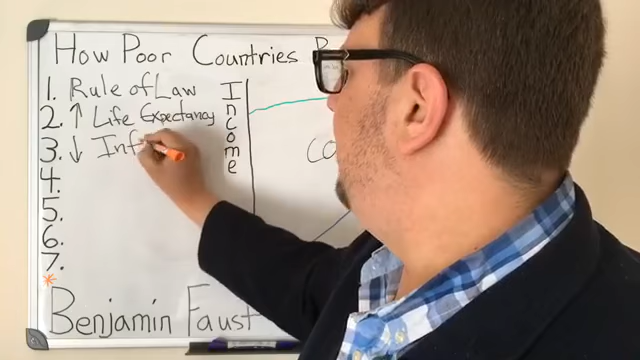 How Poor Countries
1. Rule of Law
2. ↑ Life Expectancy
3. ↓ Inf
4.
5.
6.
7.
*
Income
Benjamin Faust